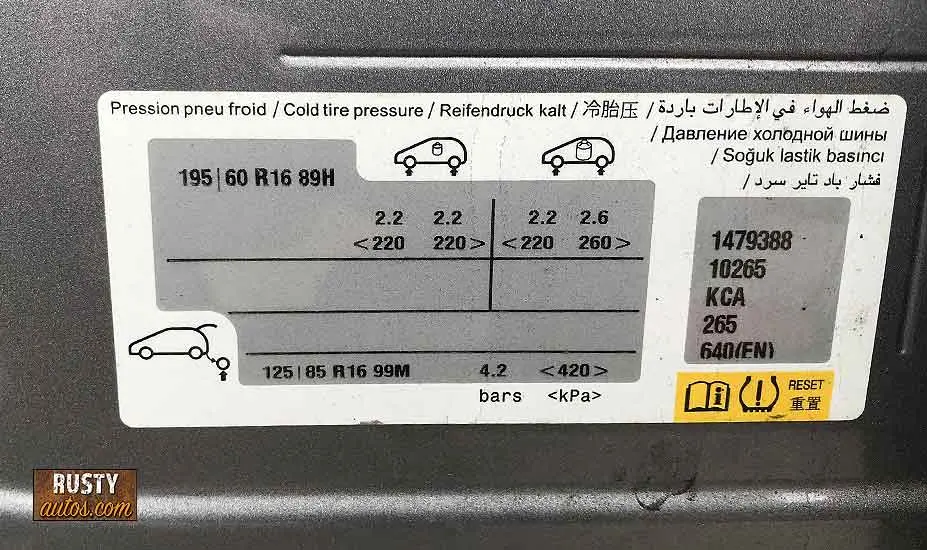 Pression pneu froid / Cold tire pressure / Reifendruck kalt / 冷胎压 / ضغط الهواء في الإطارات باردة
/ Давление холодной шины
/ Soğuk lastik basıncı
فشار باد تایر سرد /
195|60 R16 89H
2.2 2.2 2.2 2.6
<220 220> <220 260>
125|85 R16 99M 4.2 <420>
bars <kPa>
1479388
10265
KCA
265
640(EN)
RESET
重置
RUSTY
autos.com